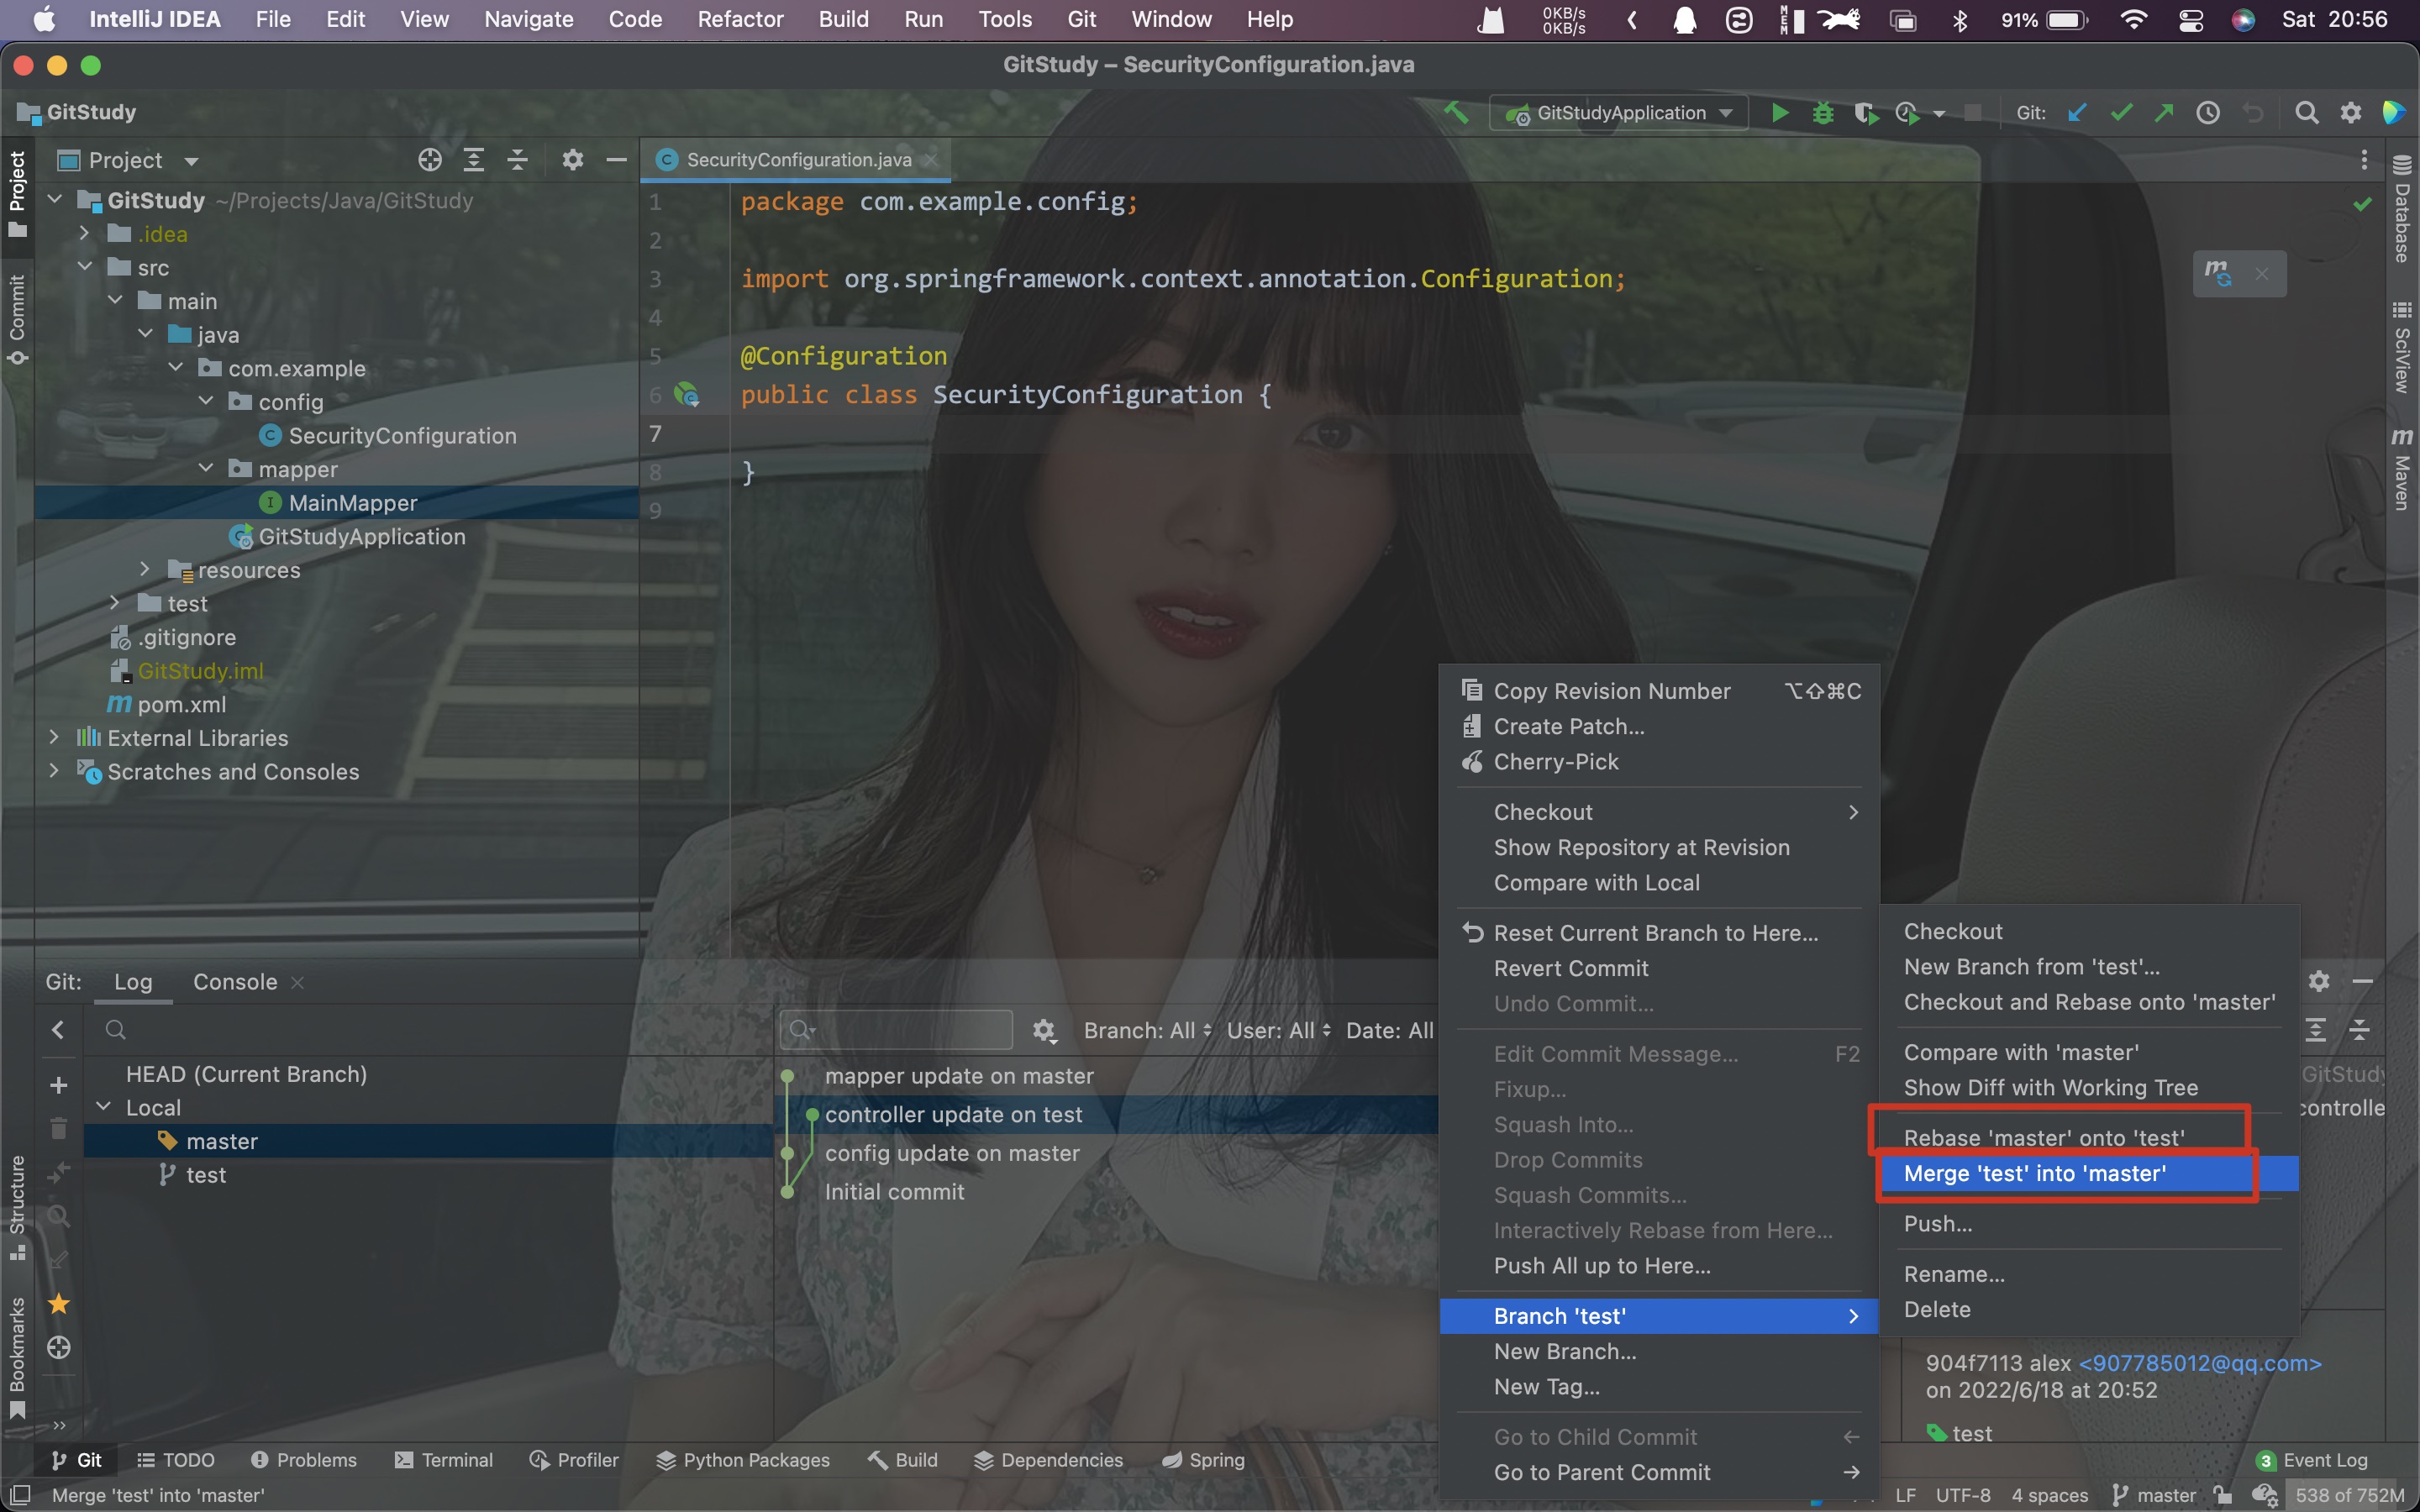 IntelliJ IDEA File Edit View Navigate Code Refactor Build Run Tools Git Window Help 0KB/s 0KB/s MEM 91% Sat 20:56
GitStudy – SecurityConfiguration.java
GitStudy
GitStudyApplication Git:
Project
SecurityConfiguration.java
Project
Commit
Structure
Bookmarks
Database
SciView
Maven
GitStudy ~/Projects/Java/GitStudy
.idea
src
main
java
com.example
config
SecurityConfiguration
mapper
MainMapper
GitStudyApplication
resources
test
.gitignore
GitStudy.iml
pom.xml
External Libraries
Scratches and Consoles
1 package com.example.config;
2
3 import org.springframework.context.annotation.Configuration;
4
5 @Configuration
6 public class SecurityConfiguration {
7
8 }
9
Git: Log Console
HEAD (Current Branch)
Local
master
test
Branch: All User: All Date: All
mapper update on master
controller update on test
config update on master
Initial commit
Copy Revision Number ⌥⇧⌘C
Create Patch...
Cherry-Pick
Checkout
Show Repository at Revision
Compare with Local
Reset Current Branch to Here...
Revert Commit
Undo Commit...
Edit Commit Message... F2
Fixup...
Squash Into...
Drop Commits
Squash Commits...
Interactively Rebase from Here...
Push All up to Here...
Branch 'test'
New Branch...
New Tag...
Go to Child Commit ←
Go to Parent Commit →
Checkout
New Branch from 'test'...
Checkout and Rebase onto 'master'
Compare with 'master'
Show Diff with Working Tree
Rebase 'master' onto 'test'
Merge 'test' into 'master'
Push...
Rename...
Delete
GitStudy
controlle
904f7113 alex <907785012@qq.com>
on 2022/6/18 at 20:52
test
Git TODO Problems Terminal Profiler Python Packages Build Dependencies Spring 3 Event Log
Merge 'test' into 'master' LF UTF-8 4 spaces master 538 of 752M